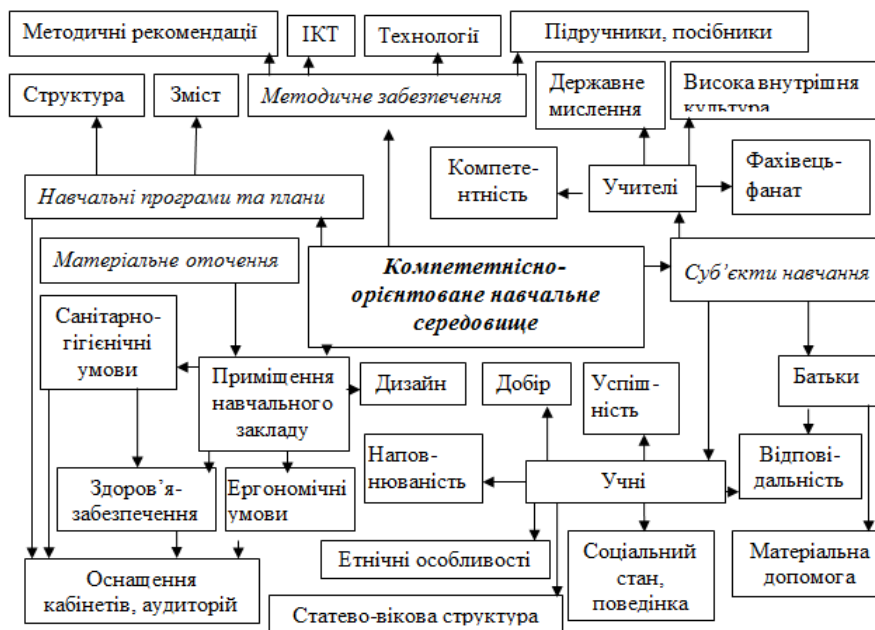 Методичні рекомендації
ІКТ
Технології
Підручники, посібники
Структура
Зміст
Методичне забезпечення
Державне
мислення
Висока внутрішня
культура
Компете-
нтність
Учителі
Фахівець-
фанат
Навчальні програми та плани
Матеріальне оточення
Компететнісно-
орієнтоване навчальне
середовище
Суб’єкти навчання
Санітарно-
гігієнічні
умови
Приміщення
навчального
закладу
Дизайн
Добір
Успіш-
ність
Батьки
Напов-
нюваність
Учні
Відпові-
дальність
Здоров’я-
забезпечення
Ергономічні
умови
Етнічні особливості
Соціальний
стан,
поведінка
Матеріальна
допомога
Оснащення
кабінетів, аудиторій
Статево-вікова структура